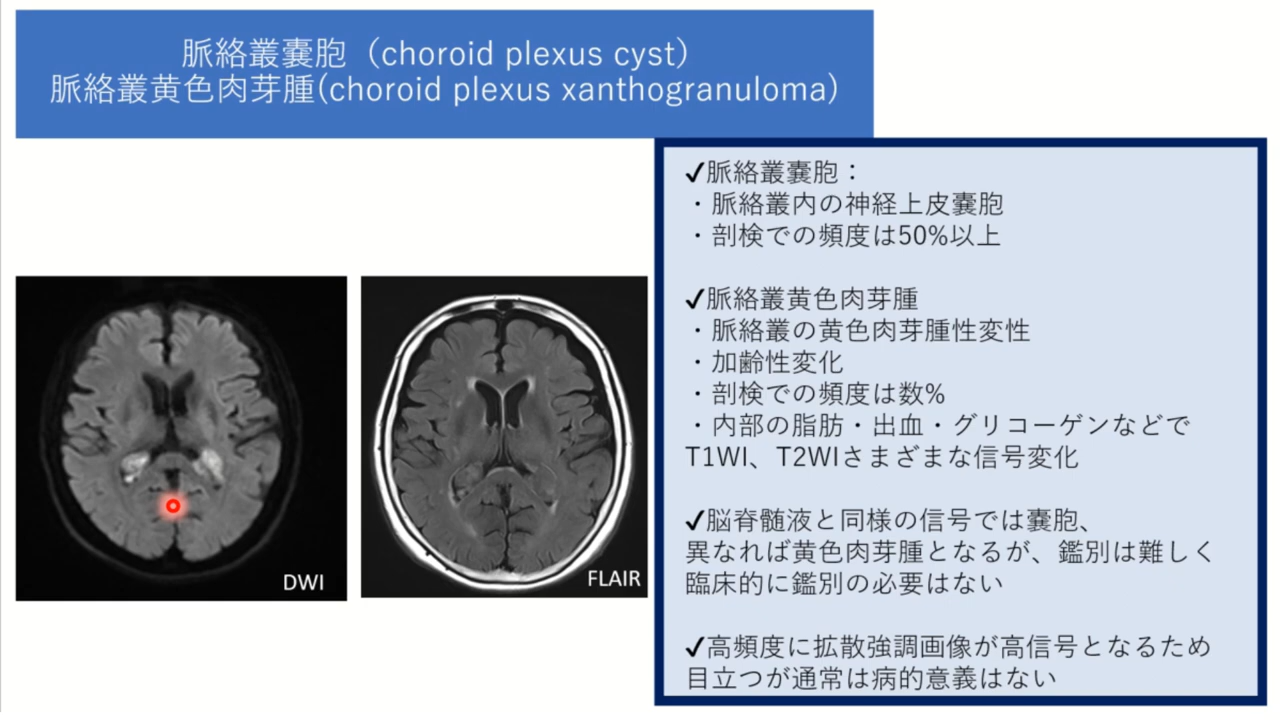 脈絡叢嚢胞（choroid plexus cyst）
脈絡叢黄色肉芽腫(choroid plexus xanthogranuloma)
✓脈絡叢嚢胞：
・脈絡叢内の神経上皮嚢胞
・剖検での頻度は50%以上
✓脈絡叢黄色肉芽腫
・脈絡叢の黄色肉芽腫性変性
・加齢性変化
・剖検での頻度は数%
・内部の脂肪・出血・グリコーゲンなどで
T1WI、T2WIさまざまな信号変化
✓脳脊髄液と同様の信号では嚢胞、
異なれば黄色肉芽腫となるが、鑑別は難しく
臨床的に鑑別の必要はない
✓高頻度に拡散強調画像が高信号となるため
目立つが通常は病的意義はない
DWI
FLAIR